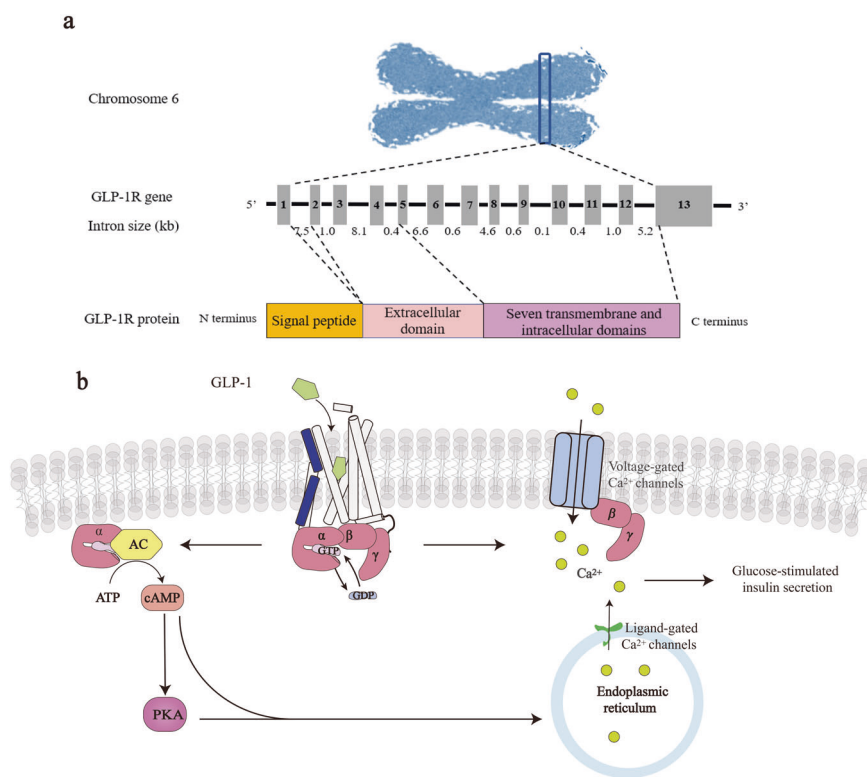 a
Chromosome 6
GLP-1R gene
5’
1
2
3
4
5
6
7
8
9
10
11
12
13
3’
Intron size (kb)
7.5
1.0
8.1
0.4
6.6
0.6
4.6
0.6
0.1
0.4
1.0
5.2
GLP-1R protein
N terminus
Signal peptide
Extracellular
domain
Seven transmembrane and
intracellular domains
C terminus
b
GLP-1
Voltage-gated
Ca²⁺ channels
α
AC
α
β
GTP
γ
β
γ
GDP
ATP
cAMP
Ca²⁺
Glucose-stimulated
insulin secretion
Ligand-gated
Ca²⁺ channels
PKA
Endoplasmic
reticulum